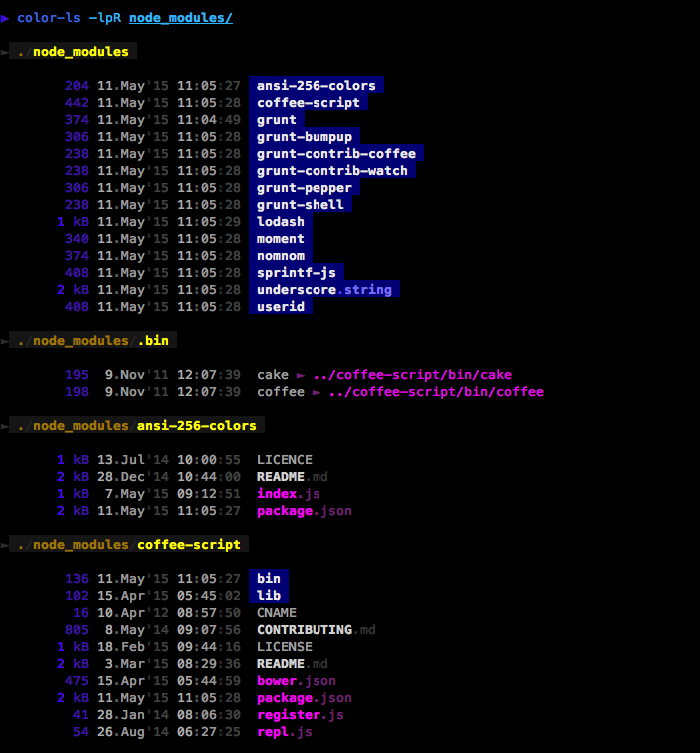 ▶ color-ls -lpR node_modules/
► ./node_modules
204 11.May'15 11:05:27 ansi-256-colors
442 11.May'15 11:05:28 coffee-script
374 11.May'15 11:04:49 grunt
306 11.May'15 11:05:28 grunt-bumpup
238 11.May'15 11:05:28 grunt-contrib-coffee
238 11.May'15 11:05:28 grunt-contrib-watch
306 11.May'15 11:05:28 grunt-pepper
238 11.May'15 11:05:28 grunt-shell
1 kB 11.May'15 11:05:29 lodash
340 11.May'15 11:05:28 moment
374 11.May'15 11:05:28 nomnom
408 11.May'15 11:05:28 sprintf-js
2 kB 11.May'15 11:05:28 underscore.string
408 11.May'15 11:05:28 userid
► ./node_modules/.bin
195 9.Nov'11 12:07:39 cake ► ../coffee-script/bin/cake
198 9.Nov'11 12:07:39 coffee ► ../coffee-script/bin/coffee
► ./node_modules/ansi-256-colors
1 kB 13.Jul'14 10:00:55 LICENCE
2 kB 28.Dec'14 10:44:00 README.md
1 kB 7.May'15 09:12:51 index.js
2 kB 11.May'15 11:05:27 package.json
► ./node_modules/coffee-script
136 11.May'15 11:05:27 bin
102 15.Apr'15 05:45:02 lib
16 10.Apr'12 08:57:50 CNAME
805 8.May'14 09:07:56 CONTRIBUTING.md
1 kB 18.Feb'15 09:44:16 LICENSE
2 kB 3.Mar'15 08:29:36 README.md
475 15.Apr'15 05:44:59 bower.json
2 kB 11.May'15 11:05:28 package.json
41 28.Jan'14 08:06:30 register.js
54 26.Aug'14 06:27:25 repl.js